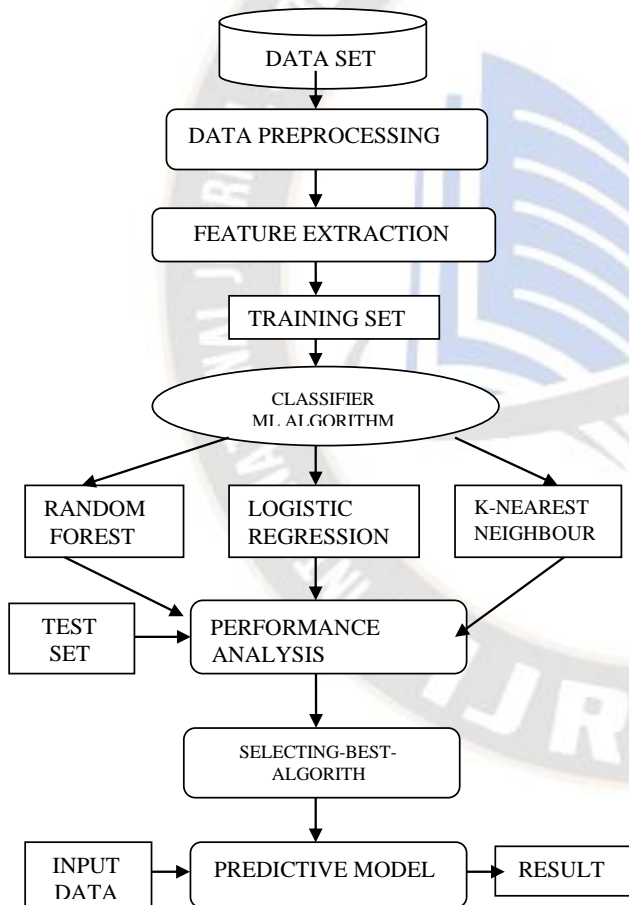 DATA SET
DATA PREPROCESSING
FEATURE EXTRACTION
TRAINING SET
CLASSIFIER
ML ALGORITHM
RANDOM
FOREST
LOGISTIC
REGRESSION
K-NEAREST
NEIGHBOUR
TEST
SET
PERFORMANCE
ANALYSIS
SELECTING-BEST-
ALGORITH
INPUT
DATA
PREDICTIVE MODEL
RESULT
IJR